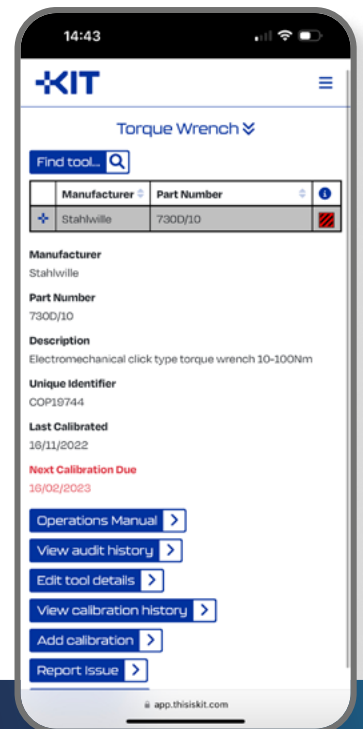 14:43
KIT
Torque Wrench
Find tool...
Manufacturer Part Number
Stahlwille 730D/10
Manufacturer
Stahlwille
Part Number
730D/10
Description
Electromechanical click type torque wrench 10-100Nm
Unique Identifier
COP19744
Last Calibrated
16/11/2022
Next Calibration Due
16/02/2023
Operations Manual
View audit history
Edit tool details
View calibration history
Add calibration
Report Issue
app.thisiskit.com